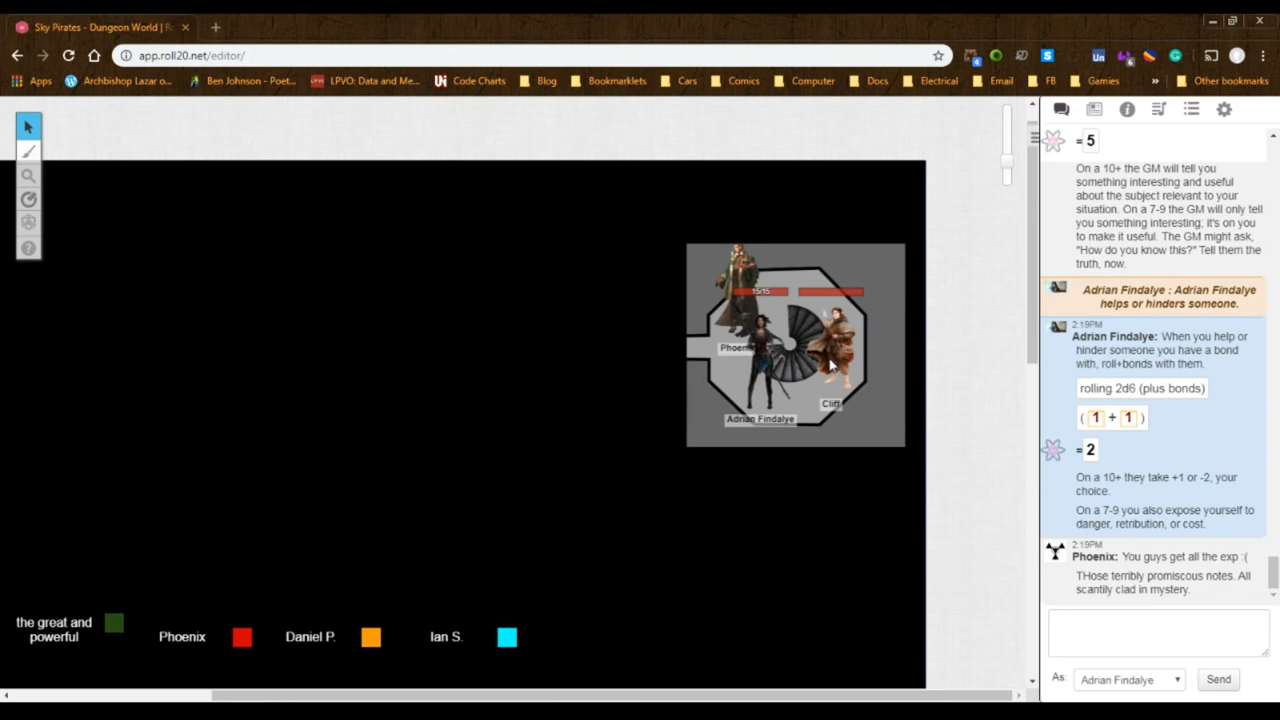 Sky Pirates - Dungeon World | R
app.roll20.net/editor/
Apps
Archbishop Lazar o...
Ben Johnson - Poet...
LPVO: Data and Me...
Code Charts
Blog
Bookmarklets
Cars
Comics
Computer
Docs
Electrical
Email
FB
Games
»
Other bookmarks
= 5
On a 10+ the GM will tell you
something interesting and useful
about the subject relevant to your
situation. On a 7-9 the GM will only tell
you something interesting; it's on you
to make it useful. The GM might ask,
"How do you know this?" Tell them the
truth, now.
Adrian Findalye : Adrian Findalye
helps or hinders someone.
2:19PM
Adrian Findalye: When you help or
hinder someone you have a bond
with, roll+bonds with them.
rolling 2d6 (plus bonds)
( 1 + 1 )
= 2
On a 10+ they take +1 or -2, your
choice.
On a 7-9 you also expose yourself to
danger, retribution, or cost.
2:19PM
Phoenix: You guys get all the exp :(
THose terribly promiscous notes. All
scantily clad in mystery.
As:
Adrian Findalye
Send
15/15
Phoenix
Cliff
Adrian Findalye
the great and
powerful
Phoenix
Daniel P.
Ian S.